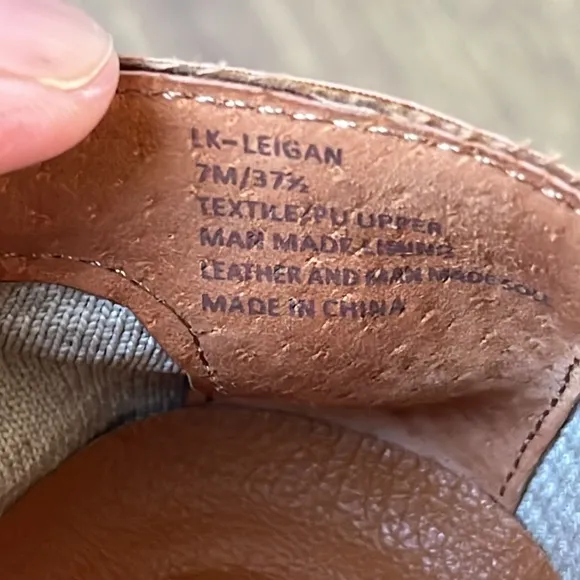 LK-LEIGAN
7M/37½
TEXTILE/PU UPPER
MAN MADE LINING
LEATHER AND MAN MADE SOLE
MADE IN CHINA